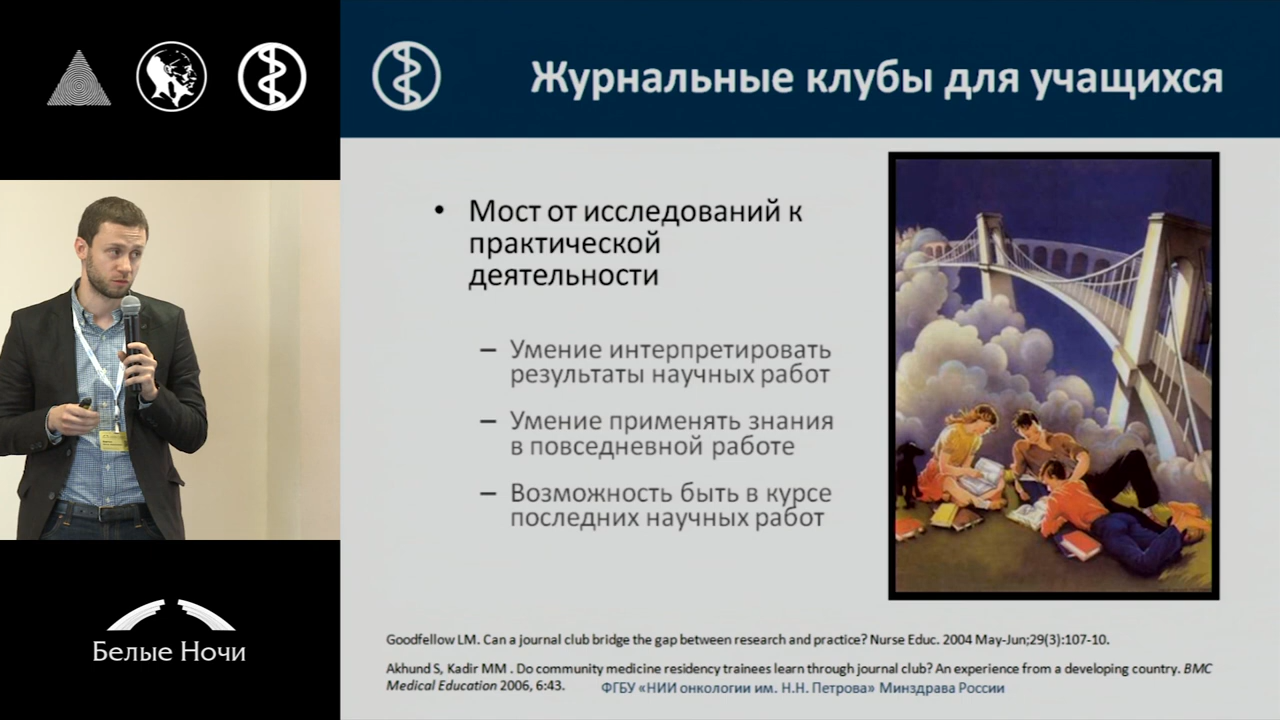 Журнальные клубы для учащихся
• Мост от исследований к
практической
деятельности
– Умение интерпретировать
результаты научных работ
– Умение применять знания
в повседневной работе
– Возможность быть в курсе
последних научных работ
Goodfellow LM. Can a journal club bridge the gap between research and practice? Nurse Educ. 2004 May-Jun;29(3):107-10.
Akhund S, Kadir MM . Do community medicine residency trainees learn through journal club? An experience from a developing country. BMC
Medical Education 2006, 6:43.
ФГБУ «НИИ онкологии им. Н.Н. Петрова» Минздрава России
Белые Ночи